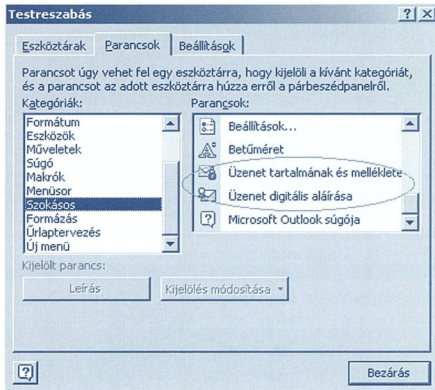 Testreszabás
Eszköztárak Parancsok Beállítások
Parancsot úgy vehet fel egy eszköztárra, hogy kijelöli a kívánt kategóriát,
és a parancsot az adott eszköztárra húzza erről a párbeszédpanelről.
Kategóriák:
Formátum
Eszközök
Műveletek
Súgó
Makrók
Menüsor
Szokásos
Formázás
Űrlaptervezés
Új menü
Parancsok:
Beállítások...
Betűméret
Üzenet tartalmának és melléklete
Üzenet digitális aláírása
Microsoft Outlook súgója
Kijelölt parancs:
Leírás
Kijelölés módosítása
Bezárás